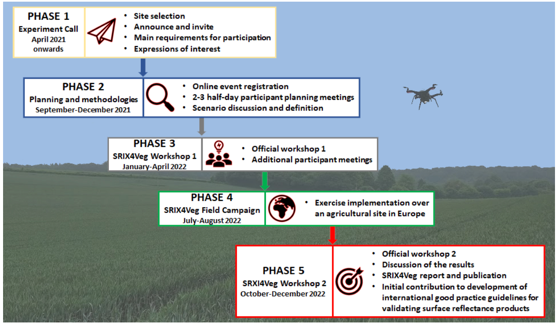 PHASE 1
Experiment Call
April 2021
onwards
• Site selection
• Announce and invite
• Main requirements for participation
• Expressions of interest
PHASE 2
Planning and methodologies
September-December 2021
• Online event registration
• 2-3 half-day participant planning meetings
• Scenario discussion and definition
PHASE 3
SRIX4Veg Workshop 1
January-April 2022
• Official workshop 1
• Additional participant meetings
PHASE 4
SRIX4Veg Field Campaign
July-August 2022
• Exercise implementation over
an agricultural site in Europe
PHASE 5
SRXI4Veg Workshop 2
October-December 2022
• Official workshop 2
• Discussion of the results
• SRIX4Veg report and publication
• Initial contribution to development of
international good practice guidelines for
validating surface reflectance products